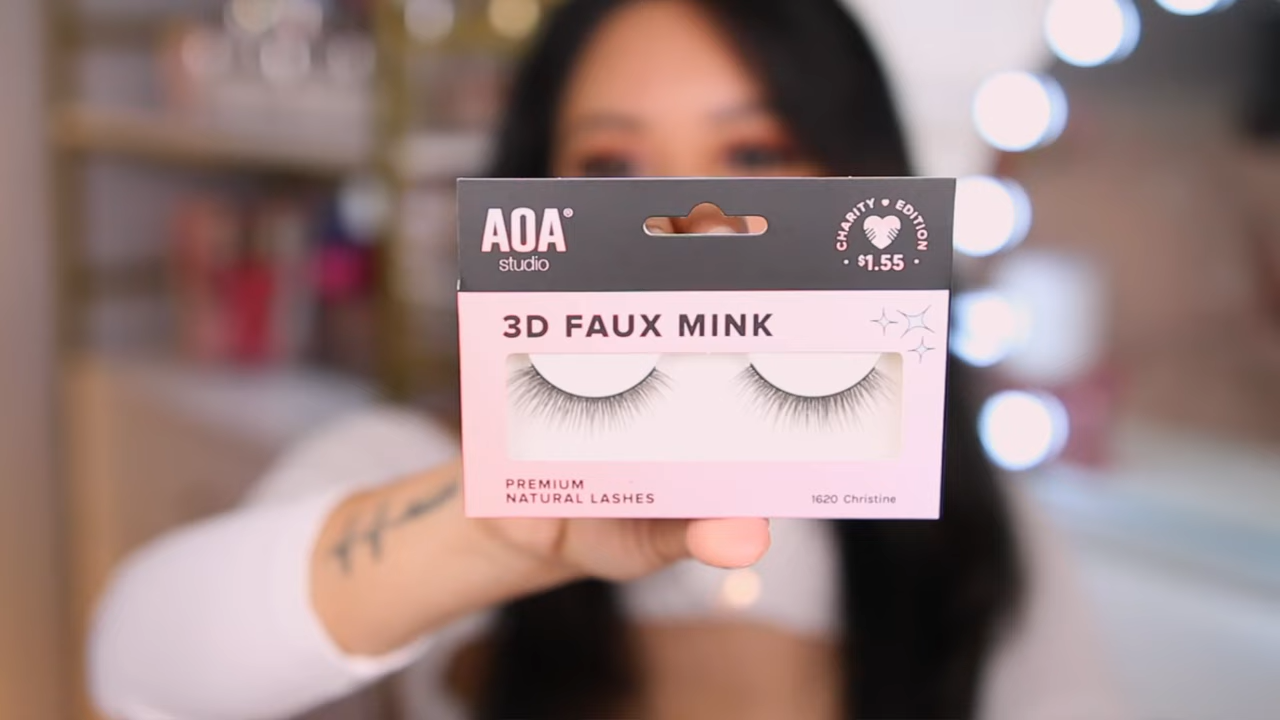 AOA®
studio
CHARITY ♥ EDITION
• $1.55 •
3D FAUX MINK
PREMIUM
NATURAL LASHES
1620 Christine